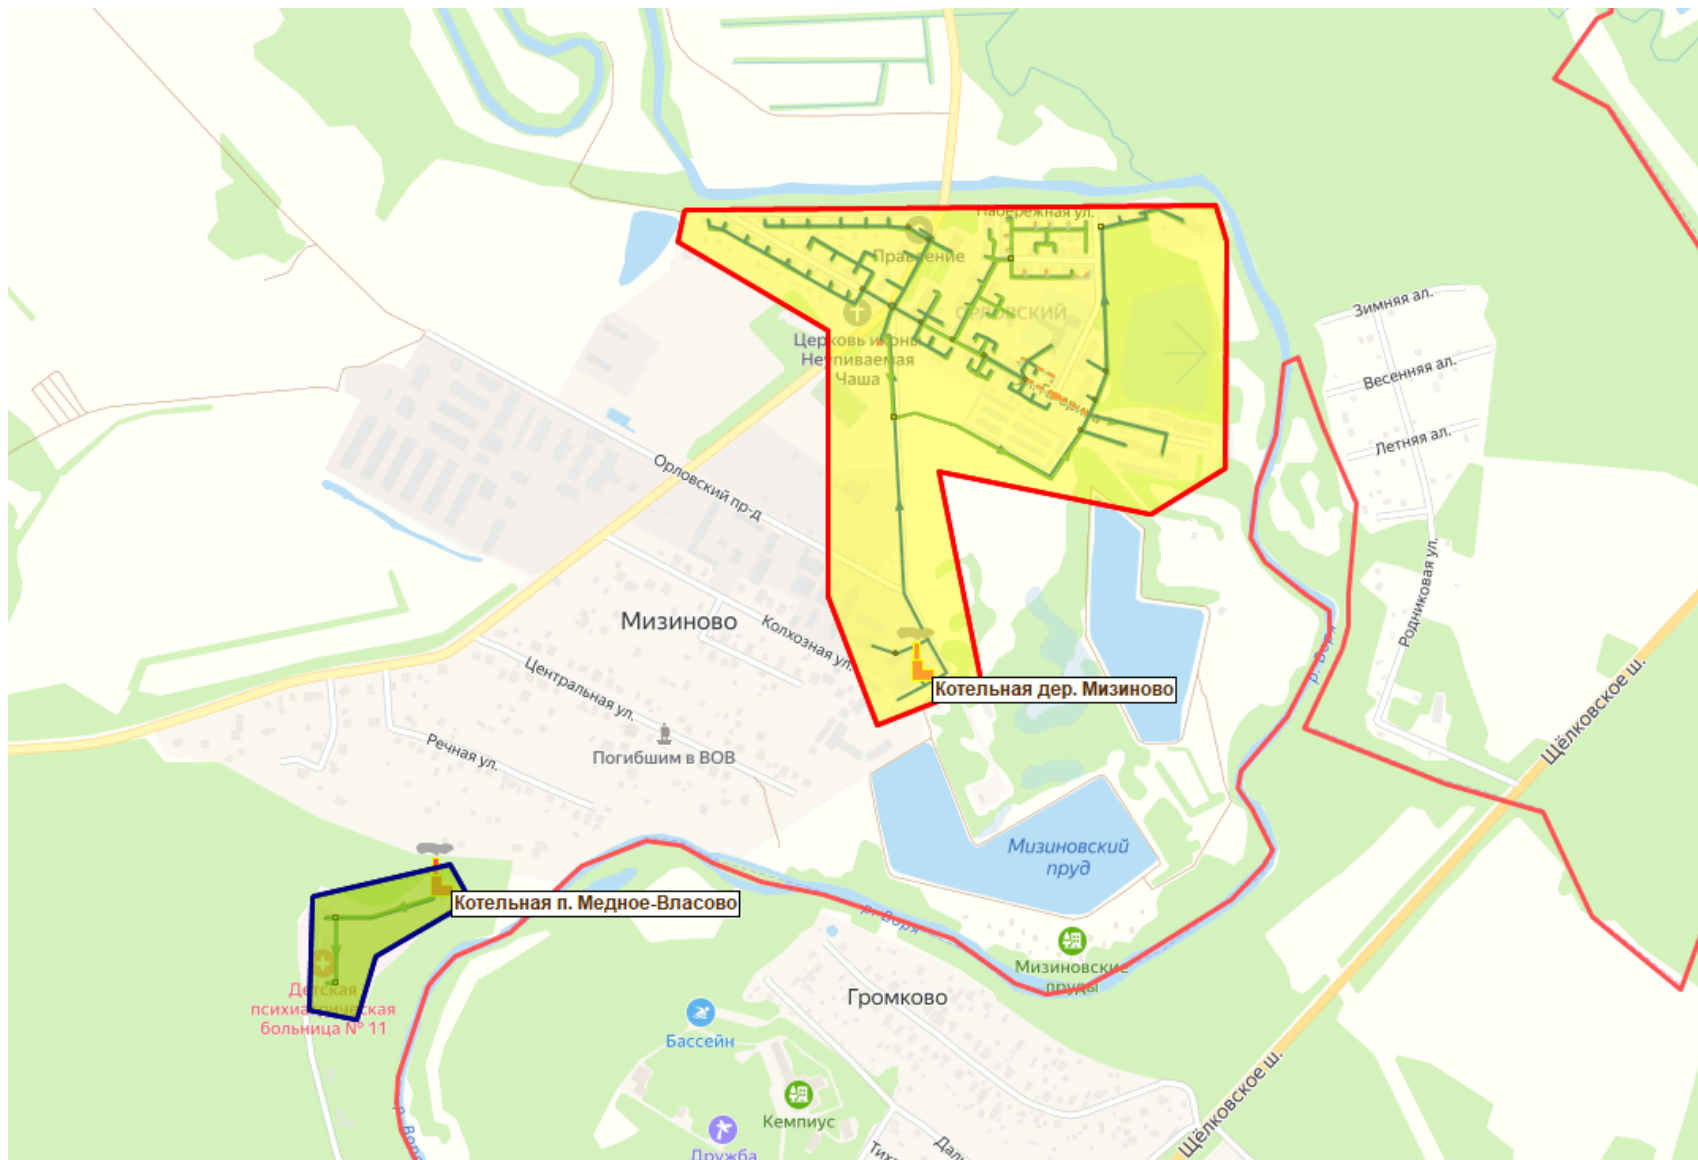 Набережная ул.
Правление
ОРЛОВСКИЙ
Церковь иконы
Неупиваемая
Чаша
ул. Гагарина
Зимняя ал.
Весенняя ал.
Летняя ал.
Родниковая ул.
Орловский пр-д
Мизиново
Колхозная ул.
Центральная ул.
Котельная дер. Мизиново
р. Воря
Щёлковское ш.
Погибшим в ВОВ
Речная ул.
Мизиновский
пруд
Котельная п. Медное-Власово
р. Воря
Мизиновские
пруды
Детская
психиатрическая
больница № 11
Громково
Бассейн
Кемпиус
Щёлковское ш.
р. Воря
Дружба